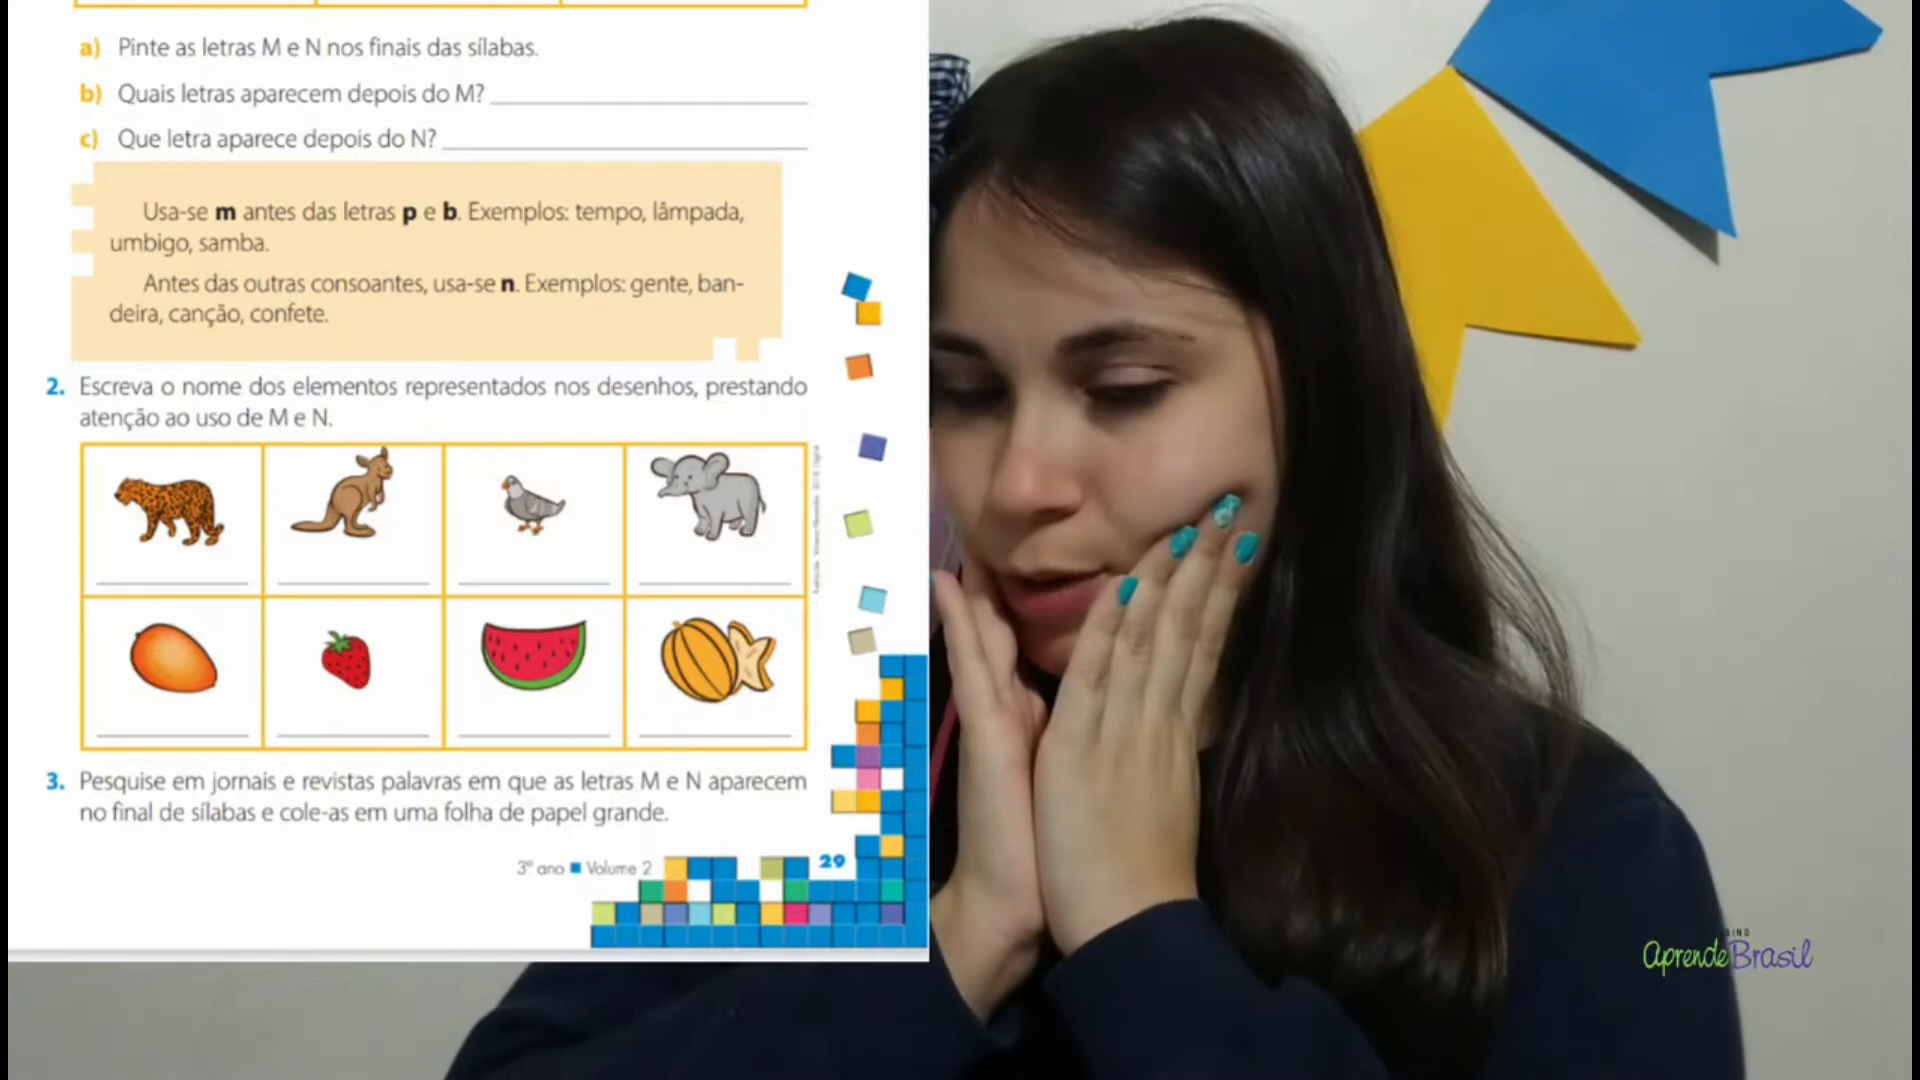 a) Pinte as letras M e N nos finais das sílabas.
b) Quais letras aparecem depois do M?
c) Que letra aparece depois do N?
Usa-se m antes das letras p e b. Exemplos: tempo, lâmpada,
umbigo, samba.
Antes das outras consoantes, usa-se n. Exemplos: gente, ban-
deira, canção, confete.
2. Escreva o nome dos elementos representados nos desenhos, prestando
atenção ao uso de M e N.
3. Pesquise em jornais e revistas palavras em que as letras M e N aparecem
no final de sílabas e cole-as em uma folha de papel grande.
3º ano Volume 2
29
aprende Brasil